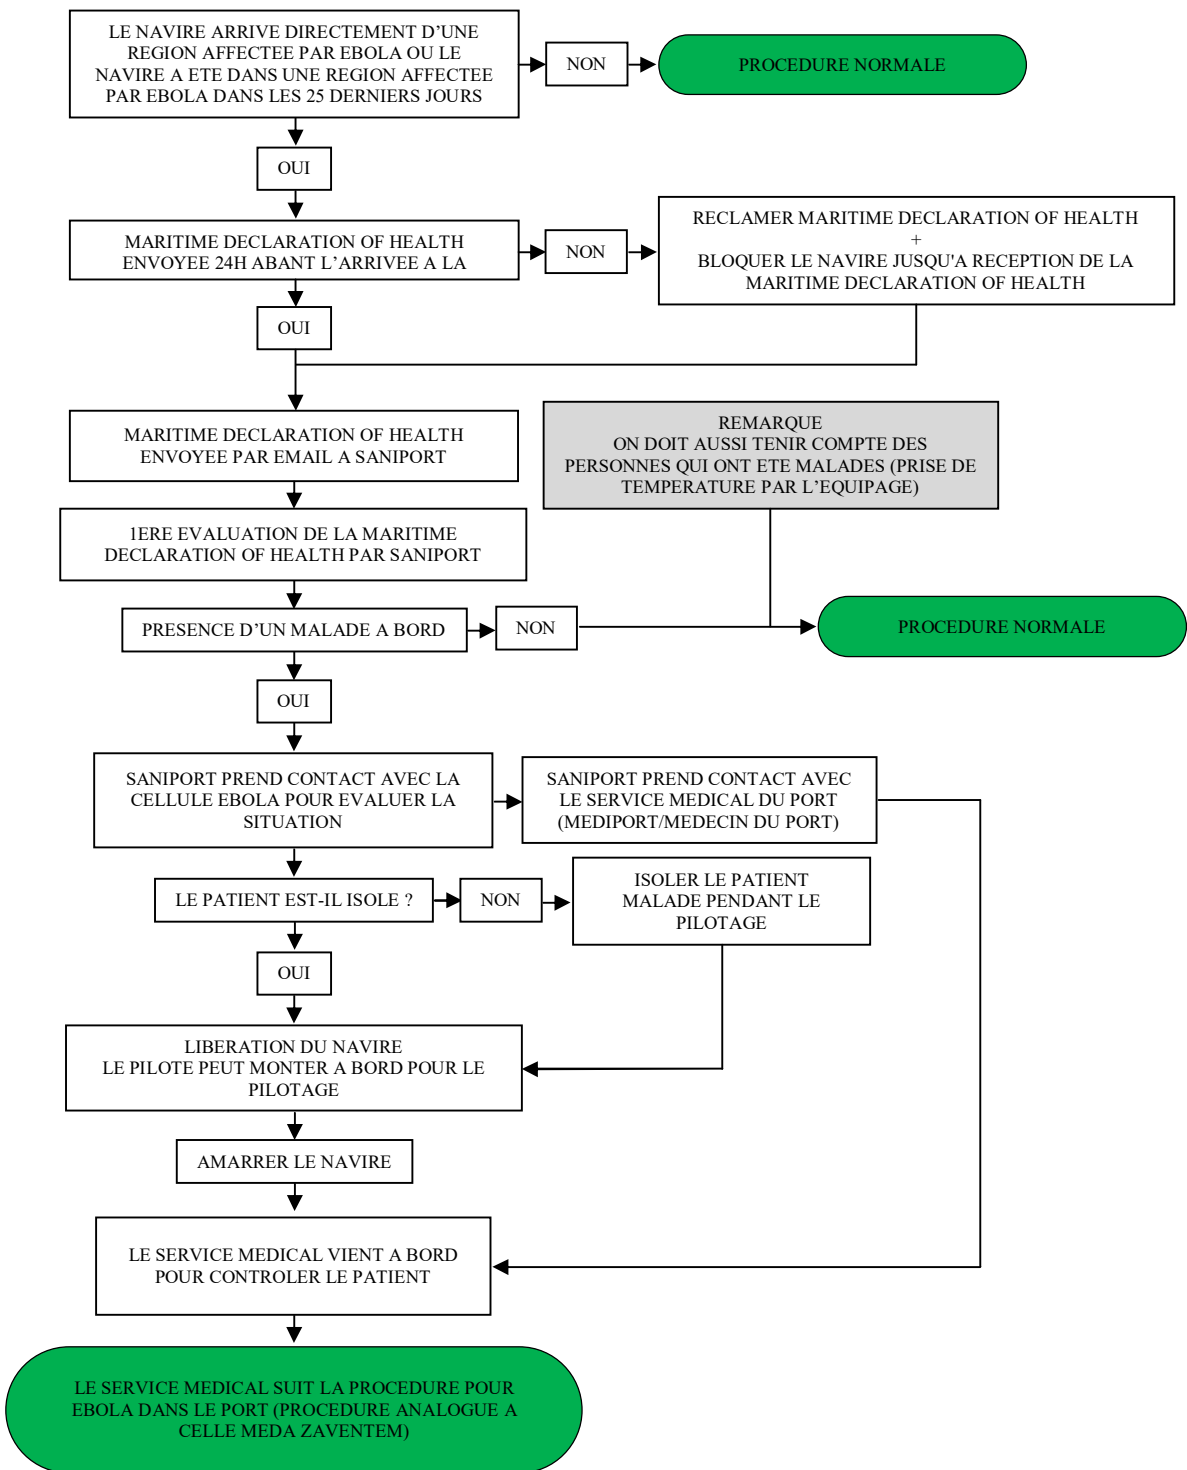 LE NAVIRE ARRIVE DIRECTEMENT D’UNE
REGION AFFECTEE PAR EBOLA OU LE
NAVIRE A ETE DANS UNE REGION AFFECTEE
PAR EBOLA DANS LES 25 DERNIERS JOURS
NON
PROCEDURE NORMALE
OUI
MARITIME DECLARATION OF HEALTH
ENVOYEE 24H ABANT L’ARRIVEE A LA
NON
RECLAMER MARITIME DECLARATION OF HEALTH
+
BLOQUER LE NAVIRE JUSQU'A RECEPTION DE LA
MARITIME DECLARATION OF HEALTH
OUI
MARITIME DECLARATION OF HEALTH
ENVOYEE PAR EMAIL A SANIPORT
REMARQUE
ON DOIT AUSSI TENIR COMPTE DES
PERSONNES QUI ONT ETE MALADES (PRISE DE
TEMPERATURE PAR L’EQUIPAGE)
1ERE EVALUATION DE LA MARITIME
DECLARATION OF HEALTH PAR SANIPORT
PRESENCE D’UN MALADE A BORD
NON
PROCEDURE NORMALE
OUI
SANIPORT PREND CONTACT AVEC LA
CELLULE EBOLA POUR EVALUER LA
SITUATION
SANIPORT PREND CONTACT AVEC
LE SERVICE MEDICAL DU PORT
(MEDIPORT/MEDECIN DU PORT)
LE PATIENT EST-IL ISOLE ?
NON
ISOLER LE PATIENT
MALADE PENDANT LE
PILOTAGE
OUI
LIBERATION DU NAVIRE
LE PILOTE PEUT MONTER A BORD POUR LE
PILOTAGE
AMARRER LE NAVIRE
LE SERVICE MEDICAL VIENT A BORD
POUR CONTROLER LE PATIENT
LE SERVICE MEDICAL SUIT LA PROCEDURE POUR
EBOLA DANS LE PORT (PROCEDURE ANALOGUE A
CELLE MEDA ZAVENTEM)